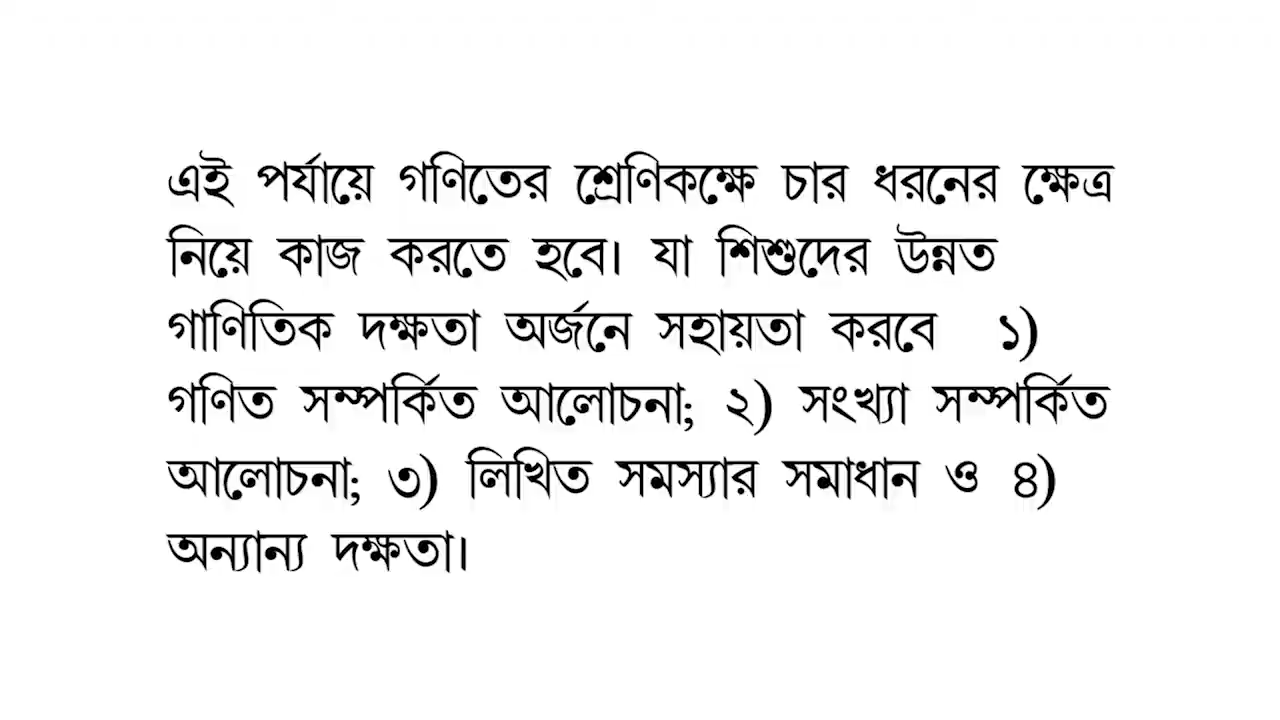 এই পর্যায়ে গণিতের শ্রেণিকক্ষে চার ধরনের ক্ষেত্র
নিয়ে কাজ করতে হবে। যা শিশুদের উন্নত
গাণিতিক দক্ষতা অর্জনে সহায়তা করবে ১)
গণিত সম্পর্কিত আলোচনা; ২) সংখ্যা সম্পর্কিত
আলোচনা; ৩) লিখিত সমস্যার সমাধান ও ৪)
অন্যান্য দক্ষতা।